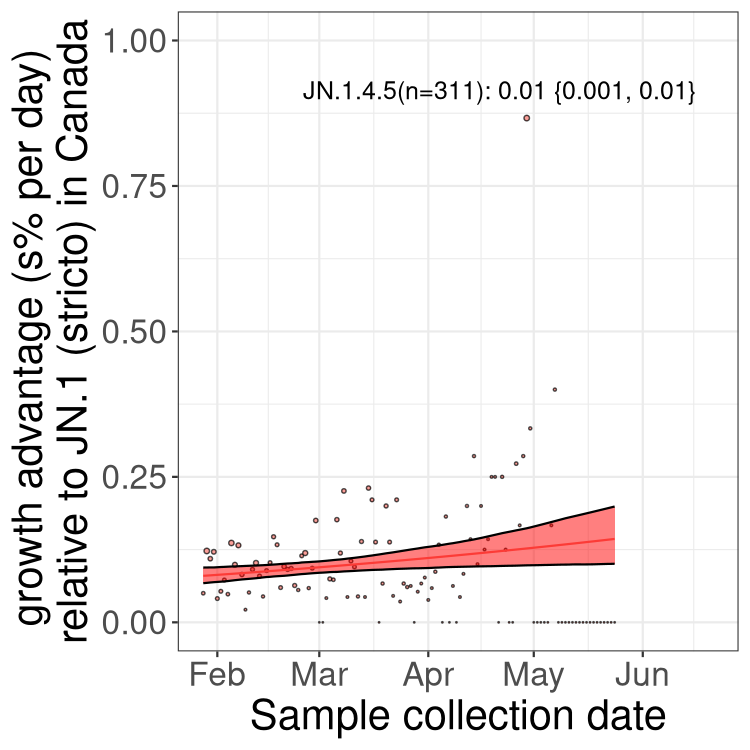 growth advantage (s% per day)
relative to JN.1 (stricto) in Canada
1.00
0.75
0.50
0.25
0.00
JN.1.4.5(n=311): 0.01 {0.001, 0.01}
Feb Mar Apr May Jun
Sample collection date